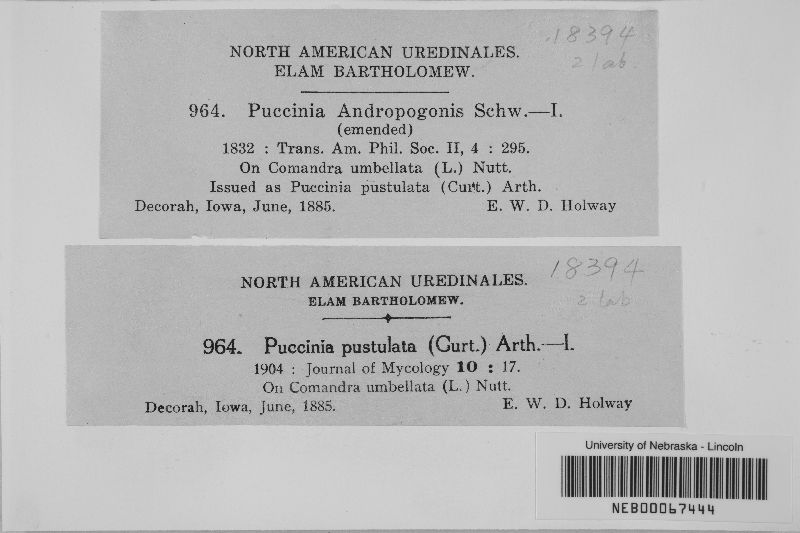 18394
2 lab.
NORTH AMERICAN UREDINALES.
ELAM BARTHOLOMEW.
964. Puccinia Andropogonis Schw.—I.
(emended)
1832 : Trans. Am. Phil. Soc. II, 4 : 295.
On Comandra umbellata (L.) Nutt.
Issued as Puccinia pustulata (Curt.) Arth.
Decorah, Iowa, June, 1885. E. W. D. Holway
18394
2 lab
NORTH AMERICAN UREDINALES.
ELAM BARTHOLOMEW.
964. Puccinia pustulata (Curt.) Arth.—I.
1904 : Journal of Mycology 10 : 17.
On Comandra umbellata (L.) Nutt.
Decorah, Iowa, June, 1885. E. W. D. Holway
University of Nebraska - Lincoln
NEB00067444